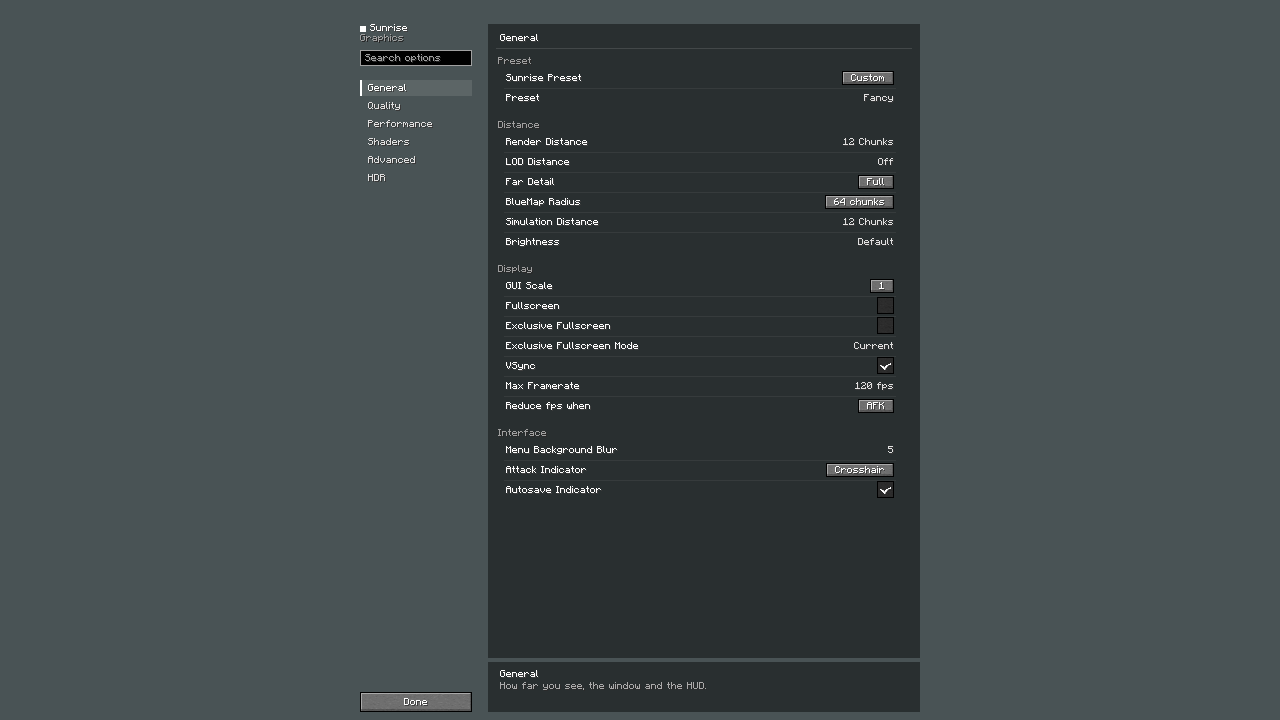 Sunrise
Graphics
Search options
General
Quality
Performance
Shaders
Advanced
HDR
Done
General
Preset
Sunrise Preset Custom
Preset Fancy
Distance
Render Distance 12 Chunks
LOD Distance Off
Far Detail Full
BlueMap Radius 64 chunks
Simulation Distance 12 Chunks
Brightness Default
Display
GUI Scale 1
Fullscreen
Exclusive Fullscreen
Exclusive Fullscreen Mode Current
VSync
Max Framerate 120 fps
Reduce fps when AFK
Interface
Menu Background Blur 5
Attack Indicator Crosshair
Autosave Indicator
General
How far you see, the window and the HUD.